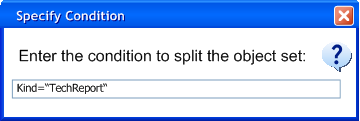 Specify Condition
Enter the condition to split the object set:
?
Kind="TechReport"